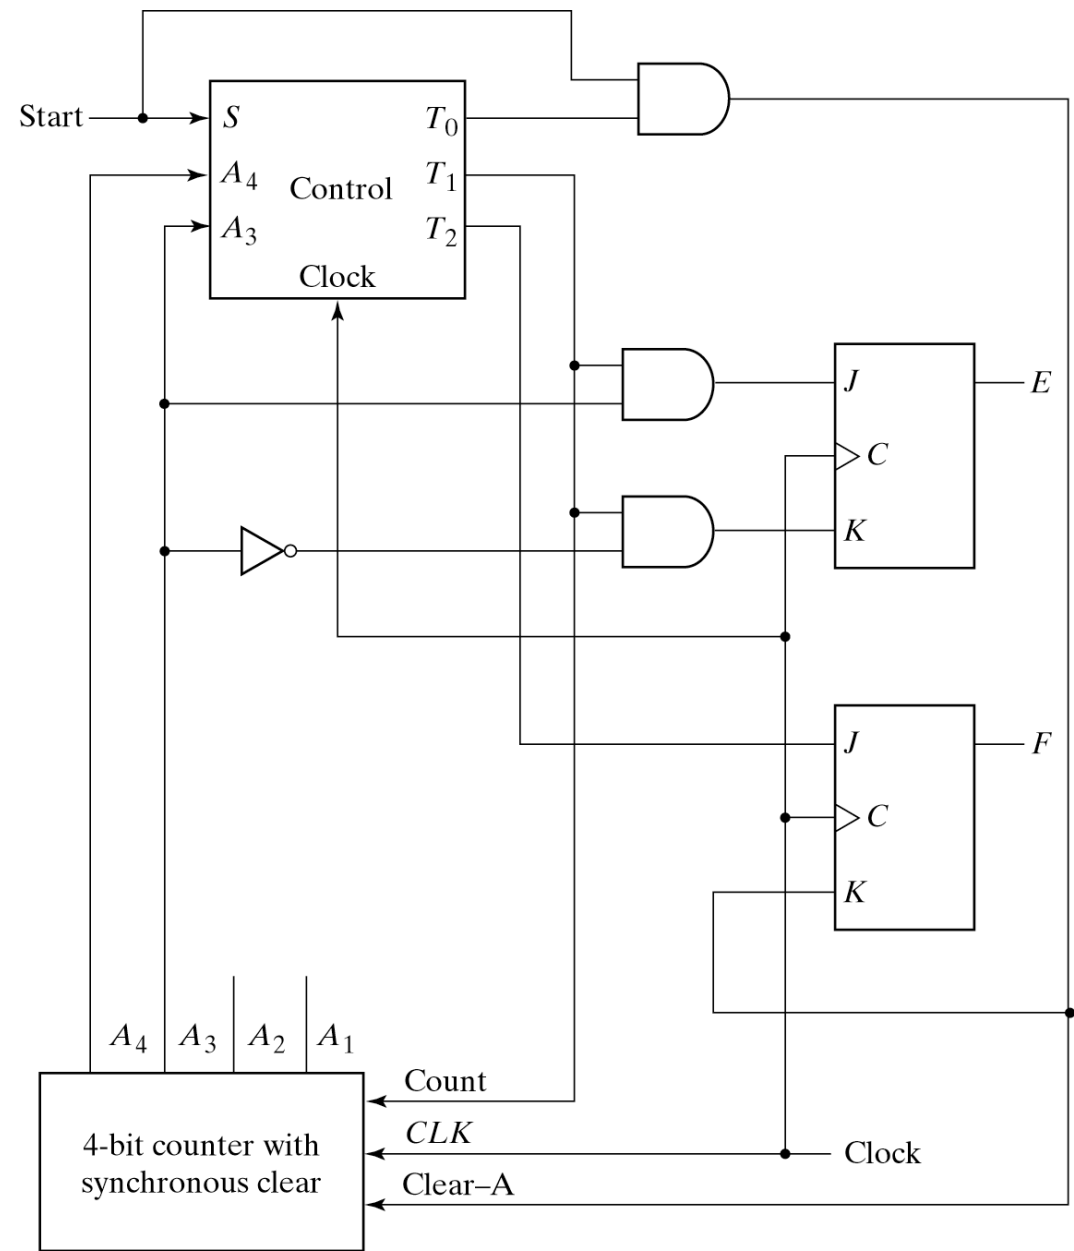 Start
S
T0
A4
Control
T1
A3
T2
Clock
J
E
C
K
J
F
C
K
A4 A3 A2 A1
Count
4-bit counter with
synchronous clear
CLK
Clock
Clear–A